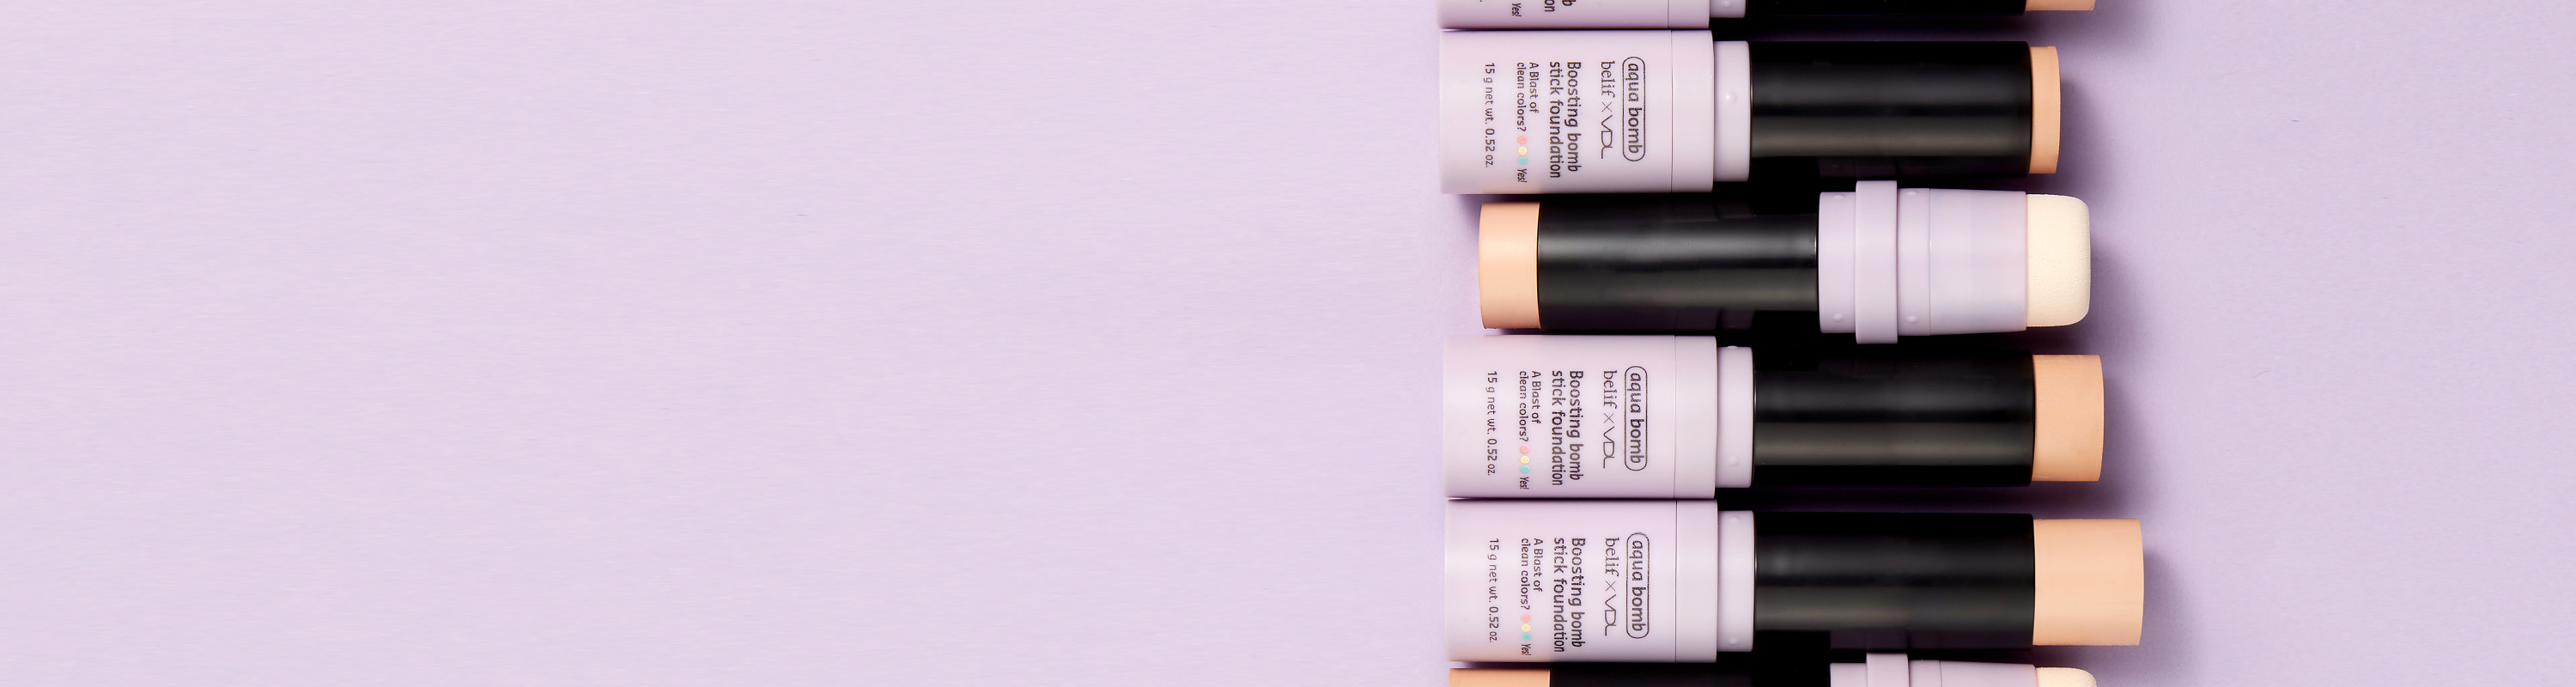 Yes!
on
b
aqua bomb
belif × VDL
Boosting bomb
stick foundation
A Blast of
clean colors? Yes!
15 g net wt. 0.52 oz.
aqua bomb
belif × VDL
Boosting bomb
stick foundation
A Blast of
clean colors? Yes!
15 g net wt. 0.52 oz.
aqua bomb
belif × VDL
Boosting bomb
stick foundation
A Blast of
clean colors? Yes!
15 g net wt. 0.52 oz.